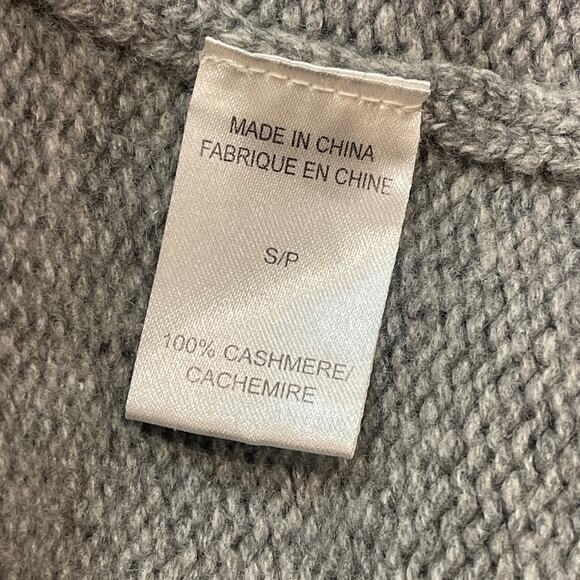 MADE IN CHINA
FABRIQUE EN CHINE
S/P
100% CASHMERE/
CACHEMIRE